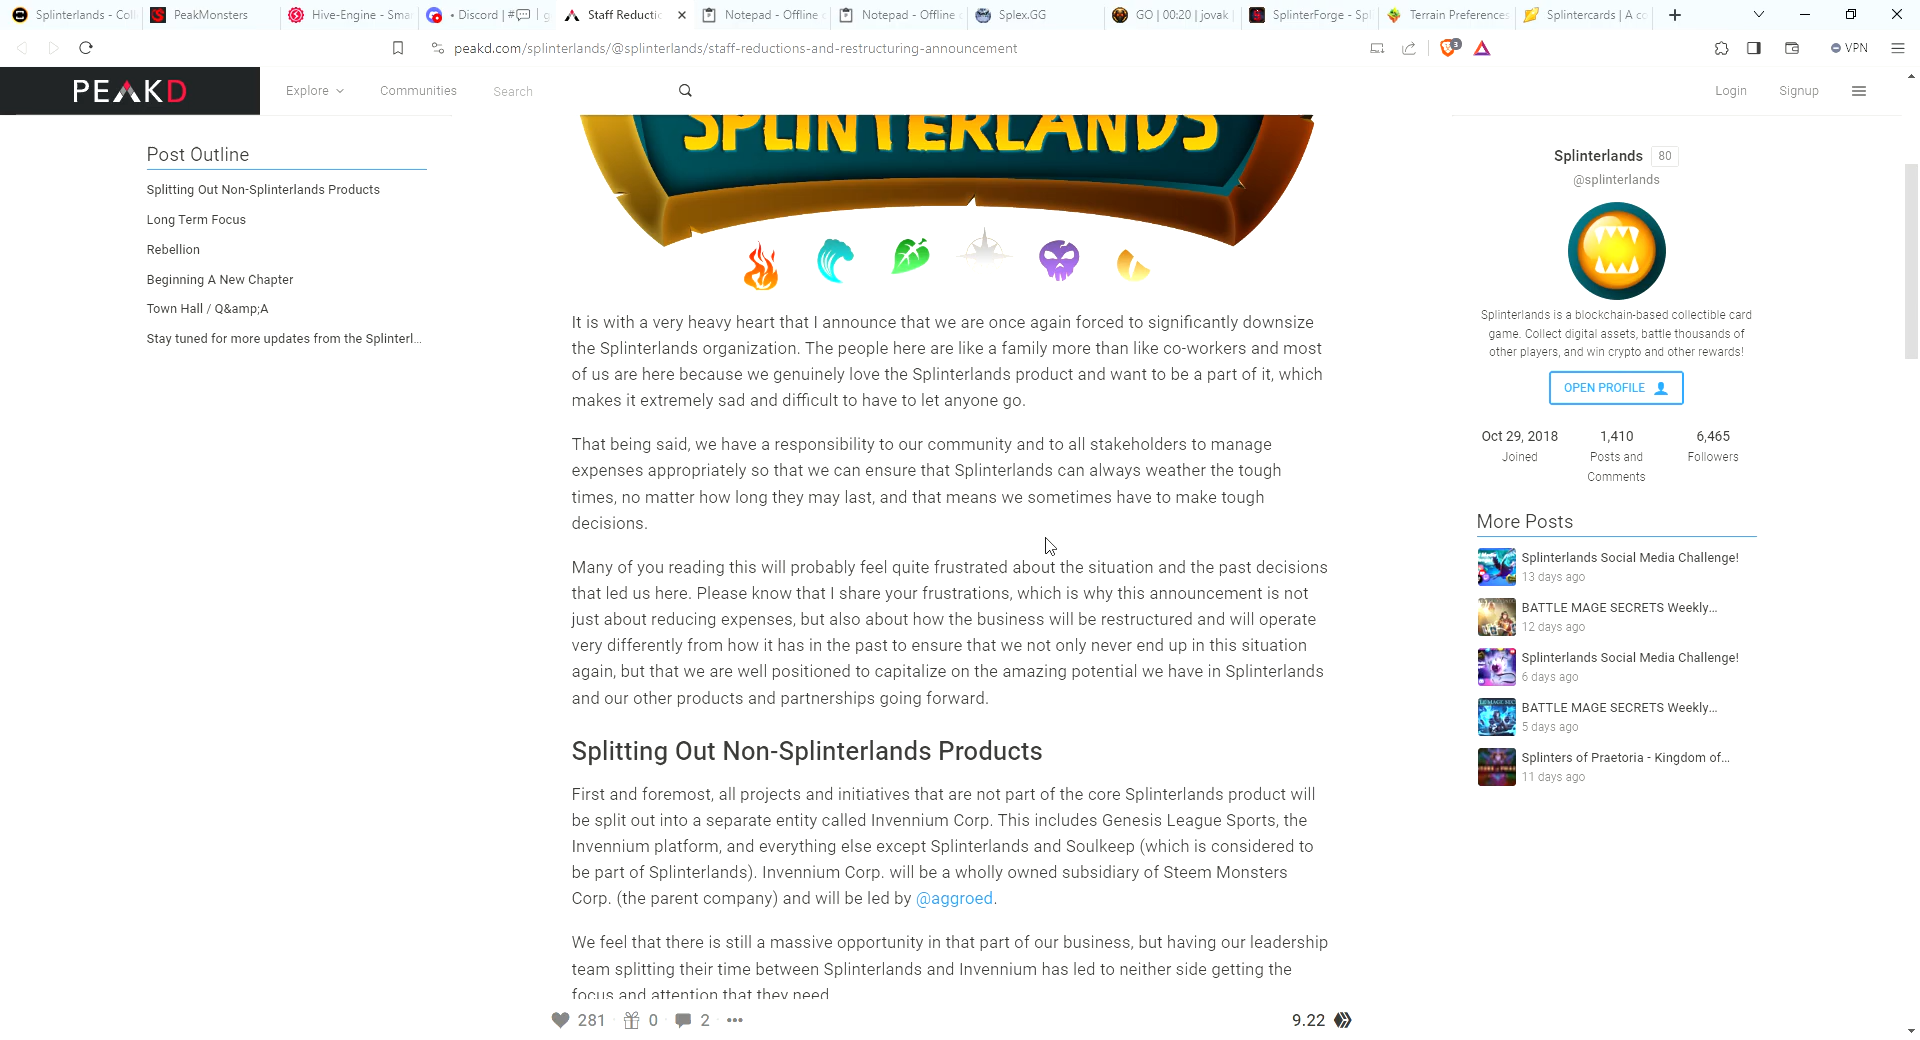 Splinterlands - Coll
PeakMonsters
Hive-Engine - Smar
• Discord | #
Staff Reductio
Notepad - Offline c
Notepad - Offline c
Splex.GG
GO | 00:20 | jovak
SplinterForge - Spl
Terrain Preferences
Splintercards | A co
peakd.com/splinterlands/@splinterlands/staff-reductions-and-restructuring-announcement
3
VPN
PEAKD
Explore
Communities
Search
Login
Signup
SPLINTERLANDS
Post Outline
Splitting Out Non-Splinterlands Products
Long Term Focus
Rebellion
Beginning A New Chapter
Town Hall / Q&amp;A
Stay tuned for more updates from the Splinterl...
It is with a very heavy heart that I announce that we are once again forced to significantly downsize
the Splinterlands organization. The people here are like a family more than like co-workers and most
of us are here because we genuinely love the Splinterlands product and want to be a part of it, which
makes it extremely sad and difficult to have to let anyone go.
That being said, we have a responsibility to our community and to all stakeholders to manage
expenses appropriately so that we can ensure that Splinterlands can always weather the tough
times, no matter how long they may last, and that means we sometimes have to make tough
decisions.
Many of you reading this will probably feel quite frustrated about the situation and the past decisions
that led us here. Please know that I share your frustrations, which is why this announcement is not
just about reducing expenses, but also about how the business will be restructured and will operate
very differently from how it has in the past to ensure that we not only never end up in this situation
again, but that we are well positioned to capitalize on the amazing potential we have in Splinterlands
and our other products and partnerships going forward.
Splitting Out Non-Splinterlands Products
First and foremost, all projects and initiatives that are not part of the core Splinterlands product will
be split out into a separate entity called Invennium Corp. This includes Genesis League Sports, the
Invennium platform, and everything else except Splinterlands and Soulkeep (which is considered to
be part of Splinterlands). Invennium Corp. will be a wholly owned subsidiary of Steem Monsters
Corp. (the parent company) and will be led by @aggroed.
We feel that there is still a massive opportunity in that part of our business, but having our leadership
team splitting their time between Splinterlands and Invennium has led to neither side getting the
focus and attention that they need.
281
0
2
9.22
Splinterlands 80
@splinterlands
Splinterlands is a blockchain-based collectible card
game. Collect digital assets, battle thousands of
other players, and win crypto and other rewards!
OPEN PROFILE
Oct 29, 2018
Joined
1,410
Posts and
Comments
6,465
Followers
More Posts
Splinterlands Social Media Challenge!
13 days ago
BATTLE MAGE SECRETS Weekly...
12 days ago
Splinterlands Social Media Challenge!
6 days ago
BATTLE MAGE SECRETS Weekly...
5 days ago
Splinters of Praetoria - Kingdom of...
11 days ago